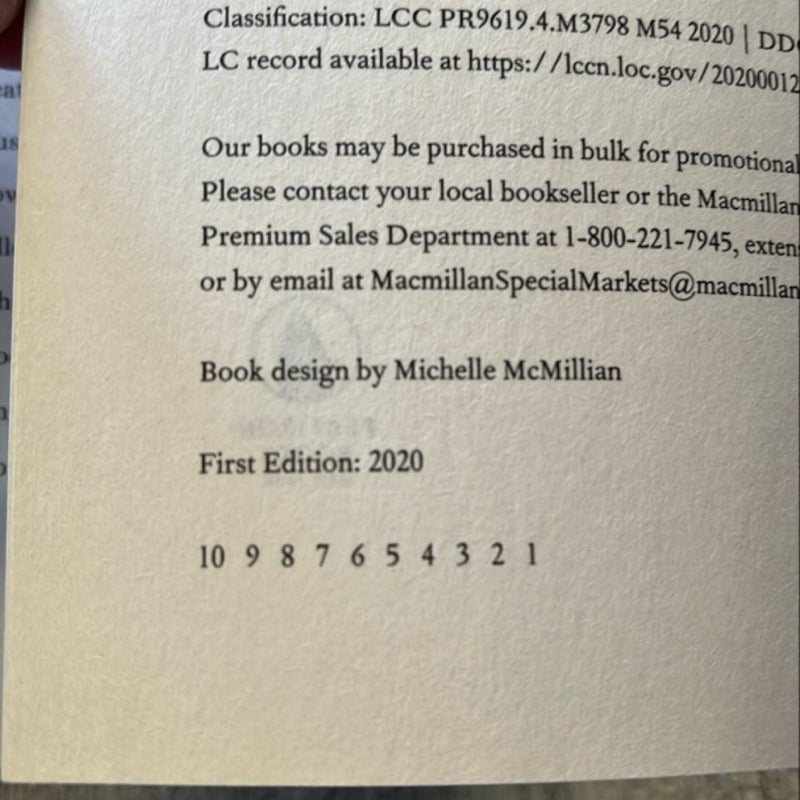 Classification: LCC PR9619.4.M3798 M54 2020 | DD
LC record available at https://lccn.loc.gov/20200012
Our books may be purchased in bulk for promotional
Please contact your local bookseller or the Macmillan
Premium Sales Department at 1-800-221-7945, exten
or by email at MacmillanSpecialMarkets@macmillan
Book design by Michelle McMillian
First Edition: 2020
10 9 8 7 6 5 4 3 2 1